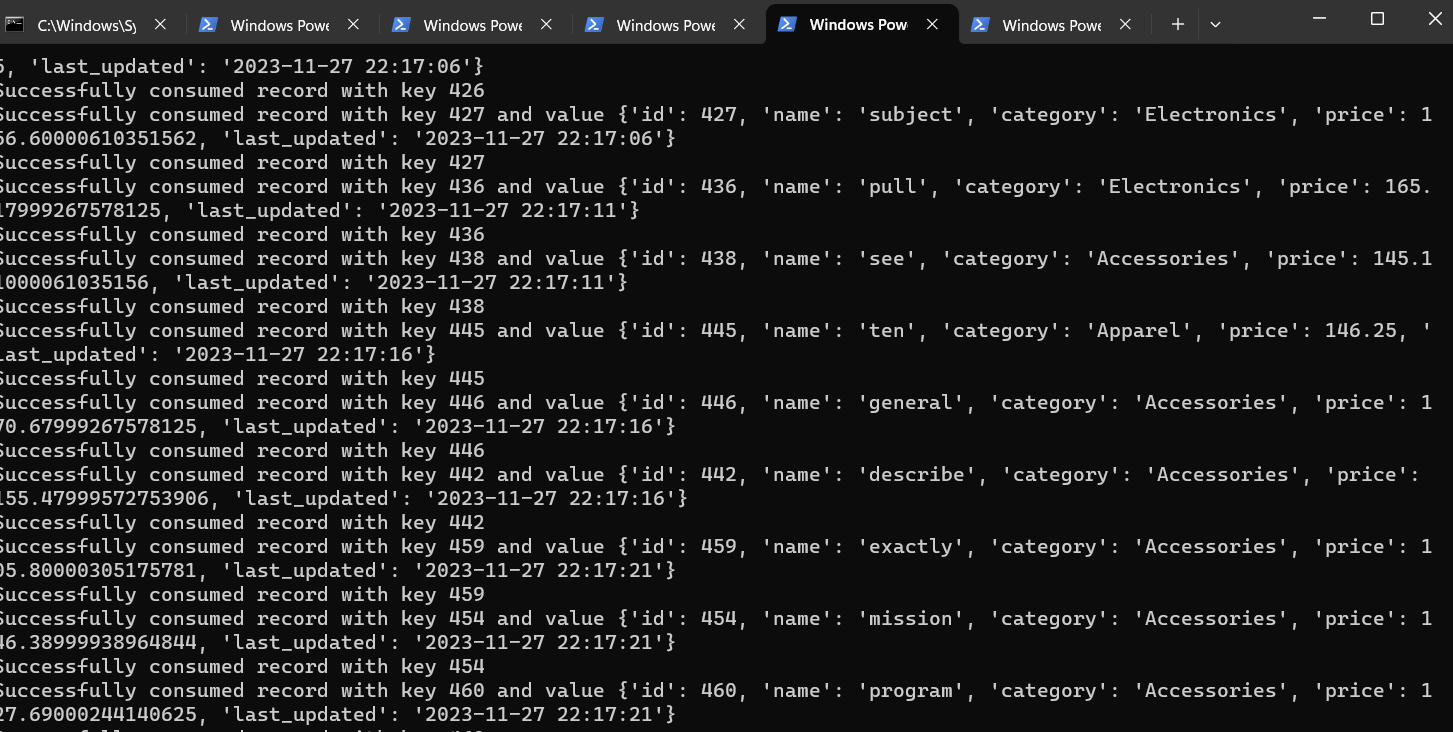 C:\Windows\Sy Windows Powe Windows Powe Windows Powe Windows Powe Windows Powe
5, 'last_updated': '2023-11-27 22:17:06'}
Successfully consumed record with key 426
Successfully consumed record with key 427 and value {'id': 427, 'name': 'subject', 'category': 'Electronics', 'price': 1
56.60000610351562, 'last_updated': '2023-11-27 22:17:06'}
Successfully consumed record with key 427
Successfully consumed record with key 436 and value {'id': 436, 'name': 'pull', 'category': 'Electronics', 'price': 165.
17999267578125, 'last_updated': '2023-11-27 22:17:11'}
Successfully consumed record with key 436
Successfully consumed record with key 438 and value {'id': 438, 'name': 'see', 'category': 'Accessories', 'price': 145.1
1000061035156, 'last_updated': '2023-11-27 22:17:11'}
Successfully consumed record with key 438
Successfully consumed record with key 445 and value {'id': 445, 'name': 'ten', 'category': 'Apparel', 'price': 146.25, '
last_updated': '2023-11-27 22:17:16'}
Successfully consumed record with key 445
Successfully consumed record with key 446 and value {'id': 446, 'name': 'general', 'category': 'Accessories', 'price': 1
70.67999267578125, 'last_updated': '2023-11-27 22:17:16'}
Successfully consumed record with key 446
Successfully consumed record with key 442 and value {'id': 442, 'name': 'describe', 'category': 'Accessories', 'price':
155.47999572753906, 'last_updated': '2023-11-27 22:17:16'}
Successfully consumed record with key 442
Successfully consumed record with key 459 and value {'id': 459, 'name': 'exactly', 'category': 'Accessories', 'price': 1
05.80000305175781, 'last_updated': '2023-11-27 22:17:21'}
Successfully consumed record with key 459
Successfully consumed record with key 454 and value {'id': 454, 'name': 'mission', 'category': 'Accessories', 'price': 1
46.38999938964844, 'last_updated': '2023-11-27 22:17:21'}
Successfully consumed record with key 454
Successfully consumed record with key 460 and value {'id': 460, 'name': 'program', 'category': 'Accessories', 'price': 1
27.69000244140625, 'last_updated': '2023-11-27 22:17:21'}